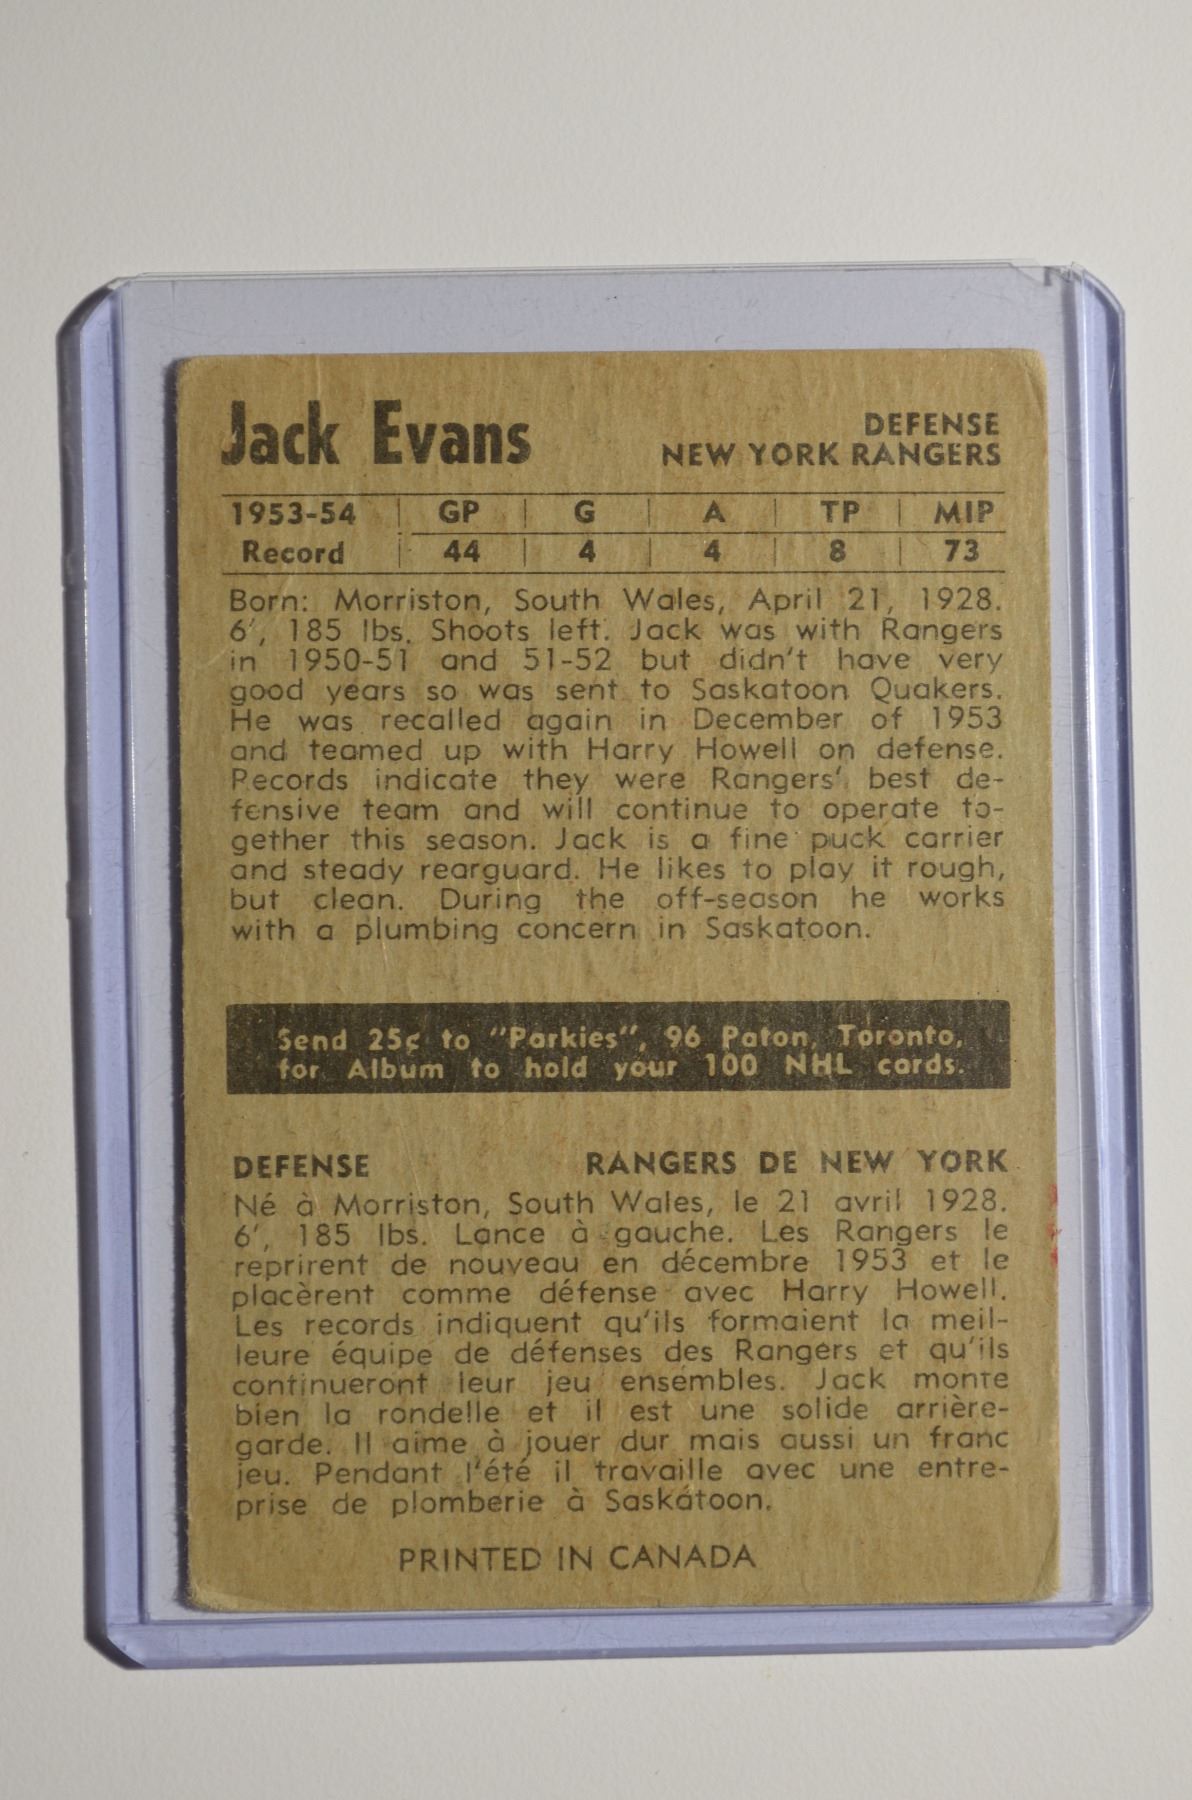 Jack Evans
DEFENSE
NEW YORK RANGERS
1953-54 | GP | G | A | TP | MIP
Record | 44 | 4 | 4 | 8 | 73
Born: Morriston, South Wales, April 21, 1928.
6', 185 lbs. Shoots left. Jack was with Rangers
in 1950-51 and 51-52 but didn't have very
good years so was sent to Saskatoon Quakers.
He was recalled again in December of 1953
and teamed up with Harry Howell on defense.
Records indicate they were Rangers' best de-
fensive team and will continue to operate to-
gether this season. Jack is a fine puck carrier
and steady rearguard. He likes to play it rough,
but clean. During the off-season he works
with a plumbing concern in Saskatoon.
Send 25¢ to "Parkies", 96 Paton, Toronto,
for Album to hold your 100 NHL cards.
DEFENSE RANGERS DE NEW YORK
Né à Morriston, South Wales, le 21 avril 1928.
6', 185 lbs. Lance à gauche. Les Rangers le
reprirent de nouveau en décembre 1953 et le
placèrent comme défense avec Harry Howell.
Les records indiquent qu'ils formaient la meil-
leure équipe de défenses des Rangers et qu'ils
continueront leur jeu ensembles. Jack monte
bien la rondelle et il est une solide arrière-
garde. Il aime à jouer dur mais aussi un franc
jeu. Pendant l'été il travaille avec une entre-
prise de plomberie à Saskatoon.
PRINTED IN CANADA